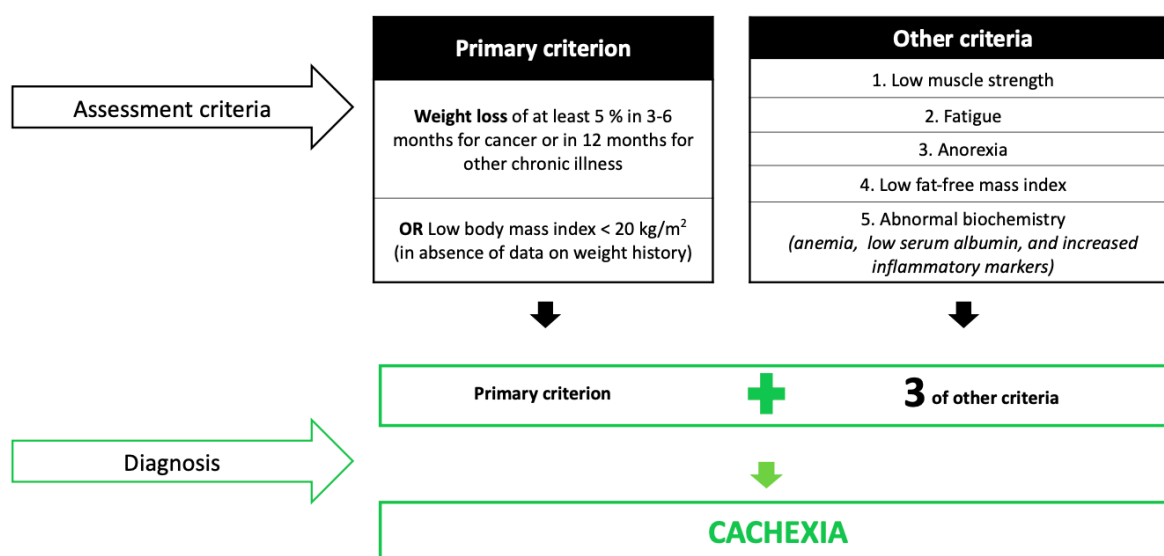 Assessment criteria
Primary criterion
Weight loss of at least 5 % in 3-6
months for cancer or in 12 months for
other chronic illness
OR Low body mass index < 20 kg/m²
(in absence of data on weight history)
Other criteria
1. Low muscle strength
2. Fatigue
3. Anorexia
4. Low fat-free mass index
5. Abnormal biochemistry
(anemia, low serum albumin, and increased
inflammatory markers)
Diagnosis
Primary criterion
3 of other criteria
CACHEXIA